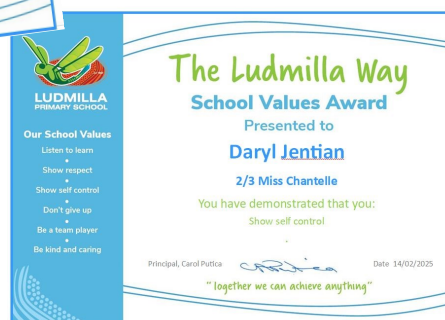 LUDMILLA
PRIMARY SCHOOL
Our School Values
Listen to learn
Show respect
Show self control
Don't give up
Be a team player
Be kind and caring
The Ludmilla Way
School Values Award
Presented to
Daryl Jentian
2/3 Miss Chantelle
You have demonstrated that you:
Show self control
Principal, Carol Putica
Date 14/02/2025
"Together we can achieve anything"